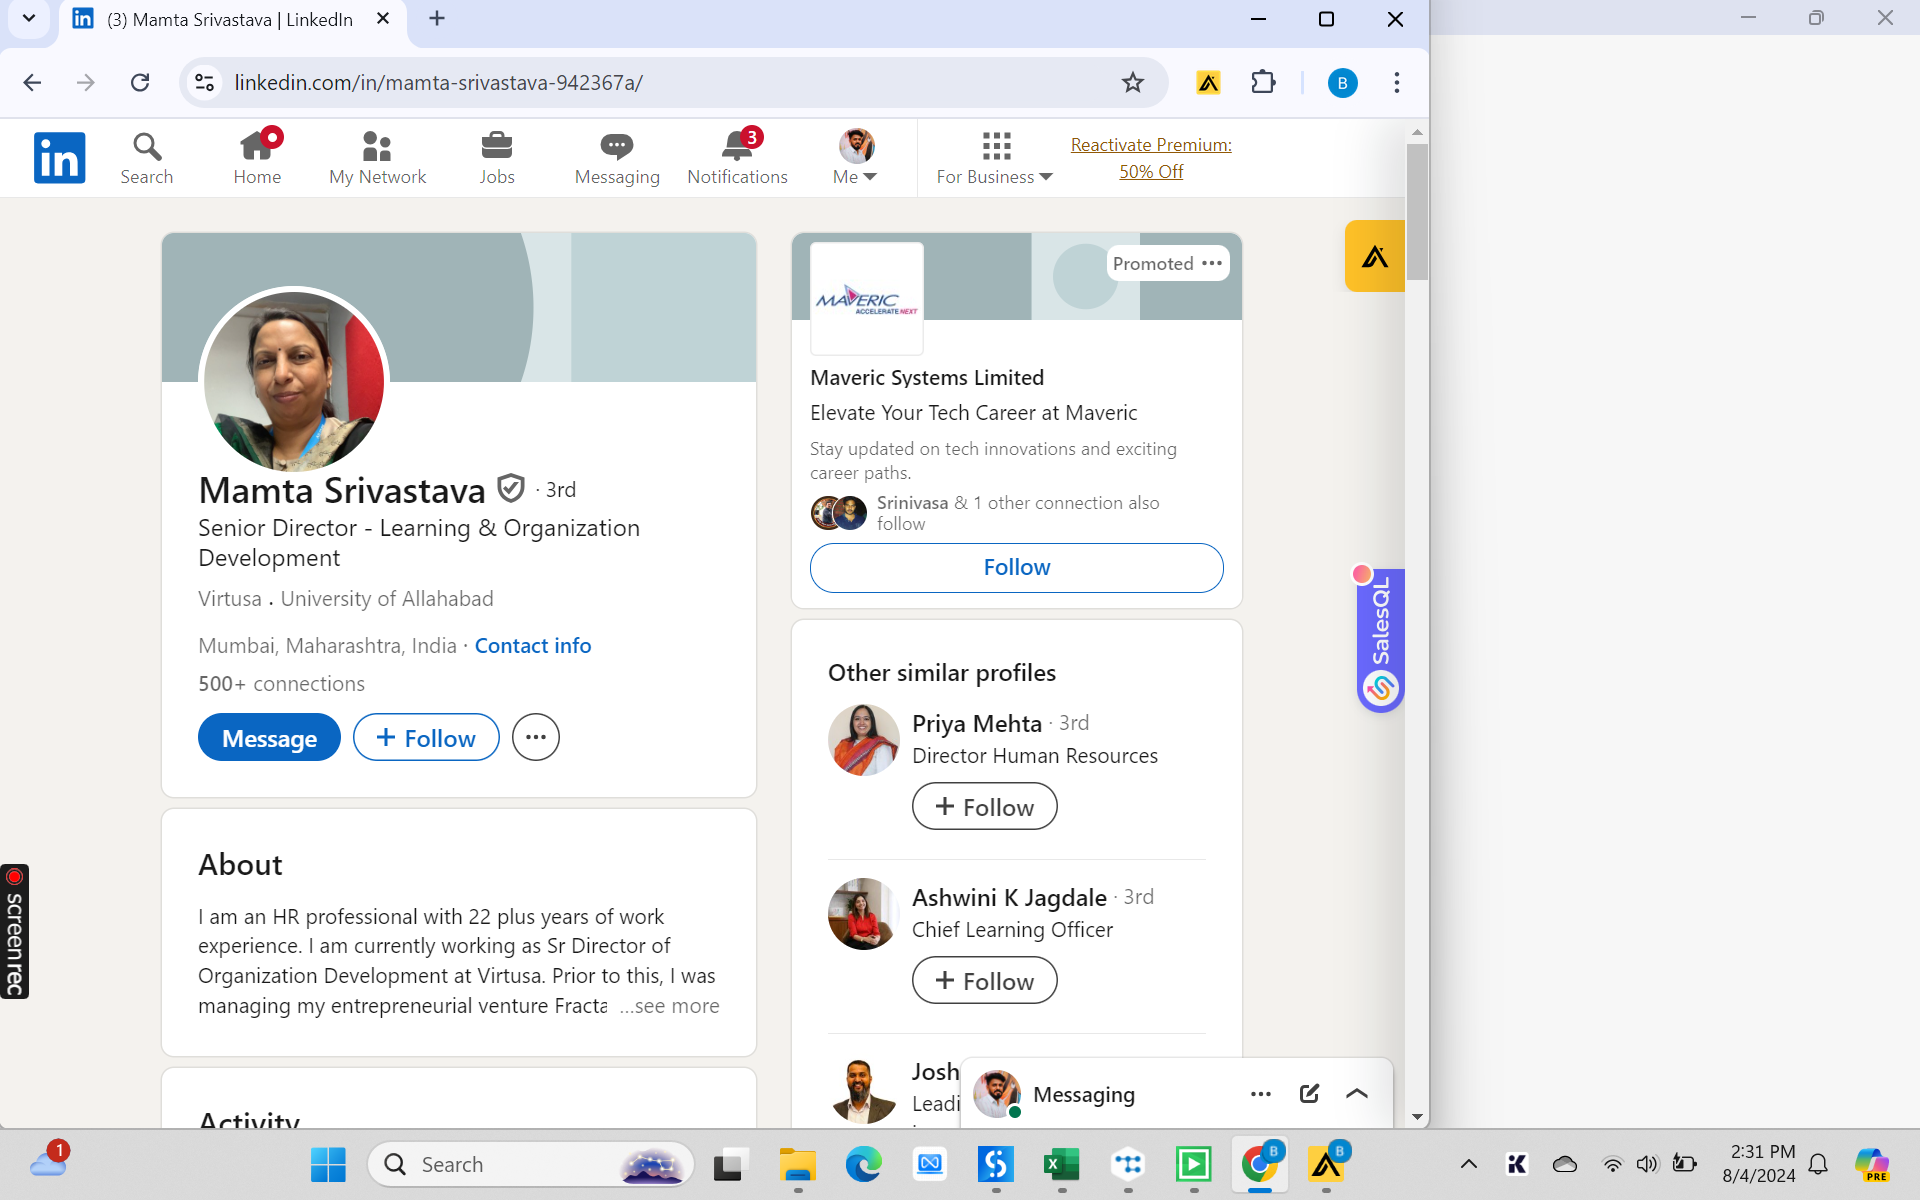 (3) Mamta Srivastava | LinkedIn
linkedin.com/in/mamta-srivastava-942367a/
B
in
Search
Home
My Network
Jobs
Messaging
3
Notifications
Me
For Business
Reactivate Premium:
50% Off
Mamta Srivastava · 3rd
Senior Director - Learning & Organization
Development
Virtusa . University of Allahabad
Mumbai, Maharashtra, India · Contact info
500+ connections
Message
+ Follow
About
I am an HR professional with 22 plus years of work
experience. I am currently working as Sr Director of
Organization Development at Virtusa. Prior to this, I was
managing my entrepreneurial venture Fracta ...see more
Activity
Promoted
MAVERIC
ACCELERATE NEXT
Maveric Systems Limited
Elevate Your Tech Career at Maveric
Stay updated on tech innovations and exciting
career paths.
Srinivasa & 1 other connection also
follow
Follow
Other similar profiles
Priya Mehta · 3rd
Director Human Resources
+ Follow
Ashwini K Jagdale · 3rd
Chief Learning Officer
+ Follow
Josh
Leadi
Messaging
SalesQL
screen rec
1
Search
B
B
2:31 PM
8/4/2024
PRE